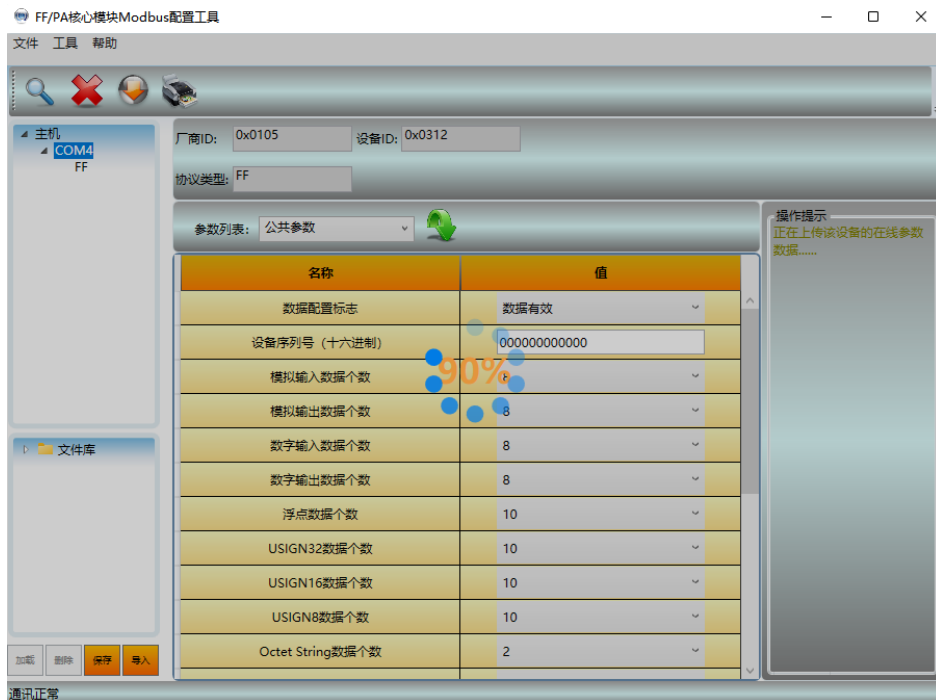 FF/PA核心模块Modbus配置工具
文件 工具 帮助
主机
COM4
FF
厂商ID: 0x0105 设备ID: 0x0312
协议类型: FF
参数列表: 公共参数
操作提示
正在上传该设备的在线参数
数据......
名称 值
数据配置标志 数据有效
设备序列号（十六进制） 000000000000
模拟输入数据个数 8
90%
模拟输出数据个数 8
数字输入数据个数 8
数字输出数据个数 8
浮点数据个数 10
USIGN32数据个数 10
USIGN16数据个数 10
USIGN8数据个数 10
Octet String数据个数 2
文件库
加载 删除 保存 导入
通讯正常